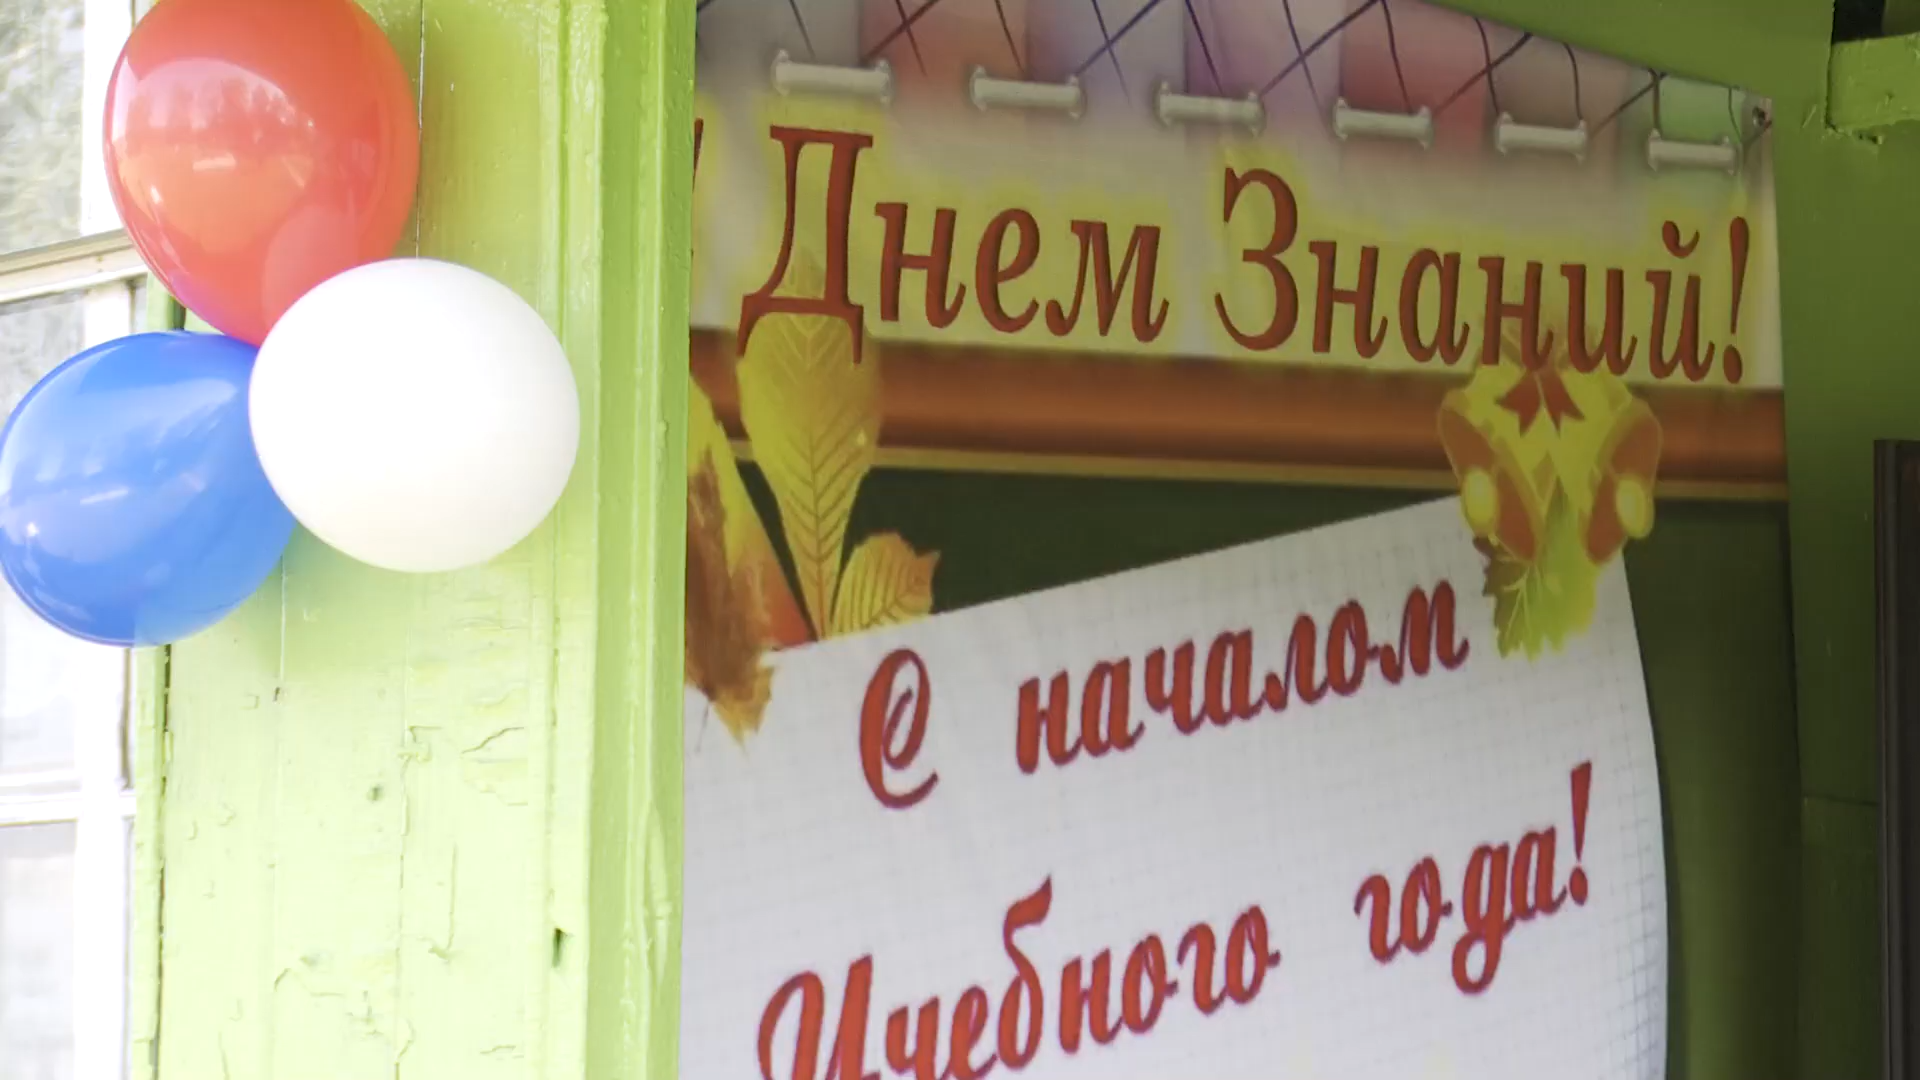 Днем Знаний!
С началом
Учебного года!